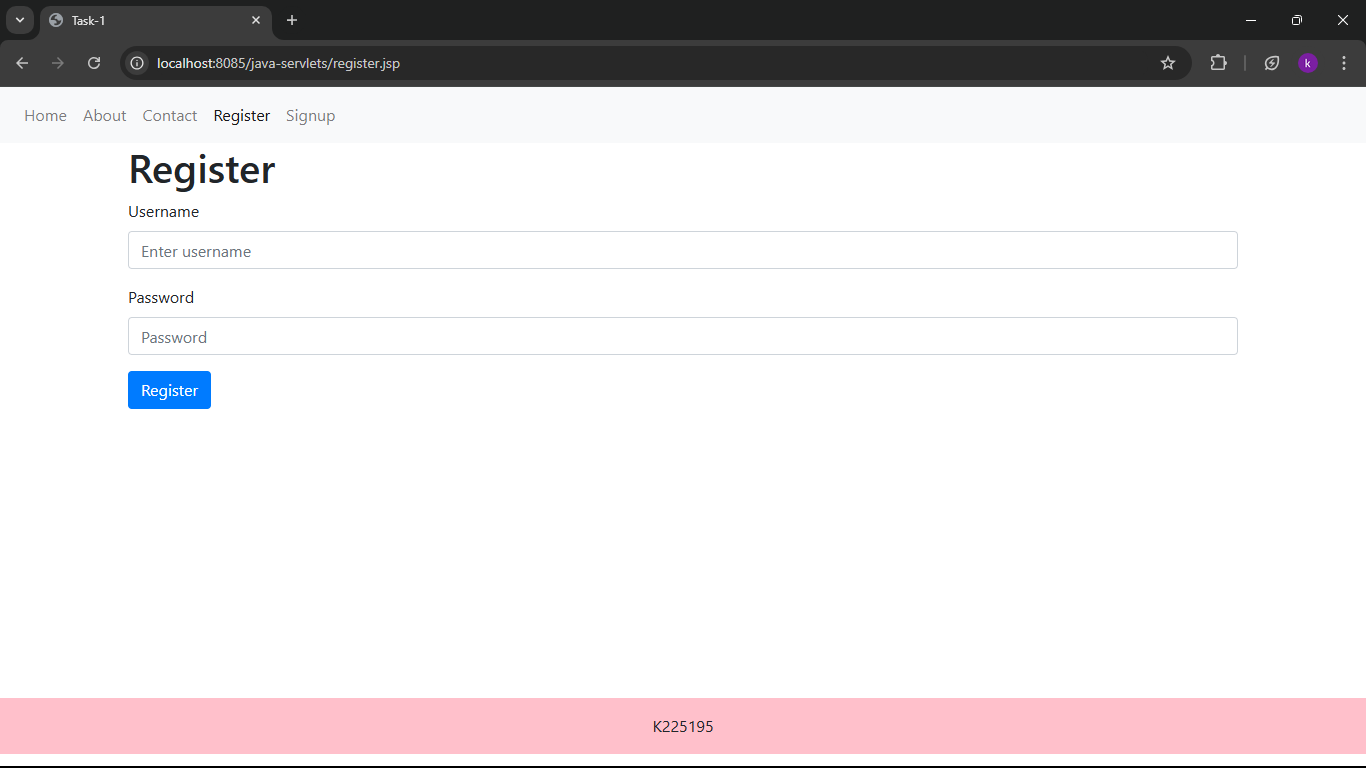 Task-1
localhost:8085/java-servlets/register.jsp
k
Home About Contact Register Signup
Register
Username
Enter username
Password
Password
Register
K225195